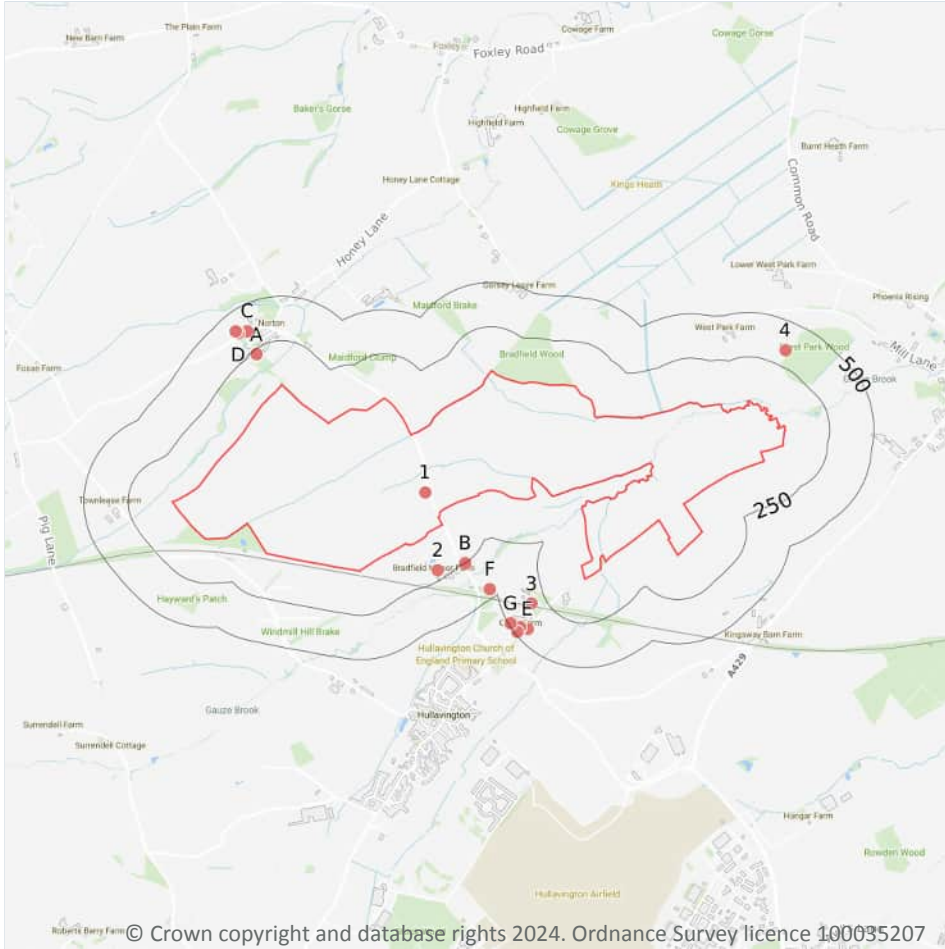 The Plain Farm
New Barn Farm
Cowage Farm
Cowage Gorse
Foxley
Foxley Road
Baker's Gorse
Highfield Farm
Highfield Farm
Cowage Grove
Burnt Heath Farm
Honey Lane Cottage
Kings Heath
Common Road
Honey Lane
Lower West Park Farm
Gorsey Leaze Farm
Phoenix Rising
Maidford Brake
C
Norton
West Park Farm
4
A
D
Maidford Clump
Bradfield Wood
West Park Wood
Mill Lane
Fosse Farm
500
Brook
1
Townlease Farm
250
Pig Lane
B
2
Bradfield Manor Farm
F
3
Hayward's Patch
G
E
Windmill Hill Brake
Kingsway Barn Farm
Hullavington Church of
England Primary School
A429
Gauze Brook
Hullavington
Surrendell Farm
Surrendell Cottage
Hangar Farm
Rowden Wood
Hullavington Airfield
Roberts Barry Farm
© Crown copyright and database rights 2024. Ordnance Survey licence 100035207